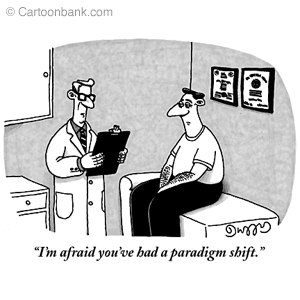 © Cartoonbank.com
“I'm afraid you've had a paradigm shift.”